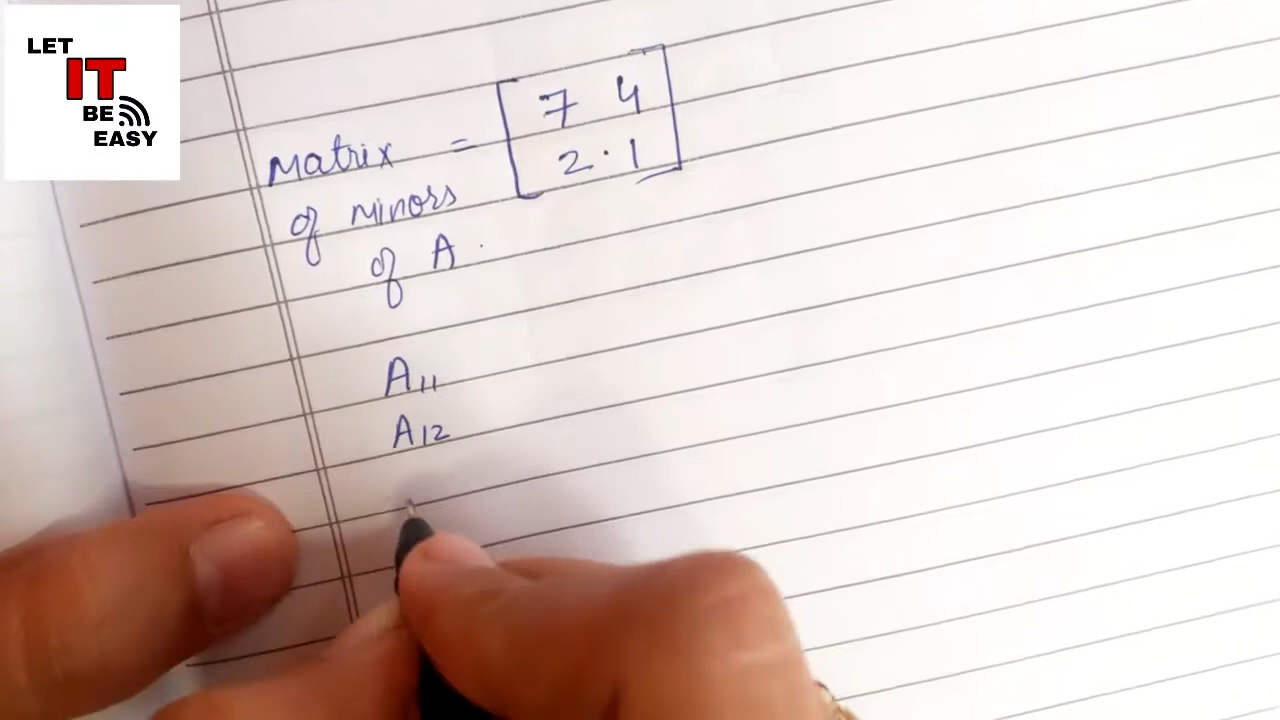 LET
IT
BE
EASY
Matrix = [ 7 4
2 · 1 ]
of minors
of A ·
A11
A12